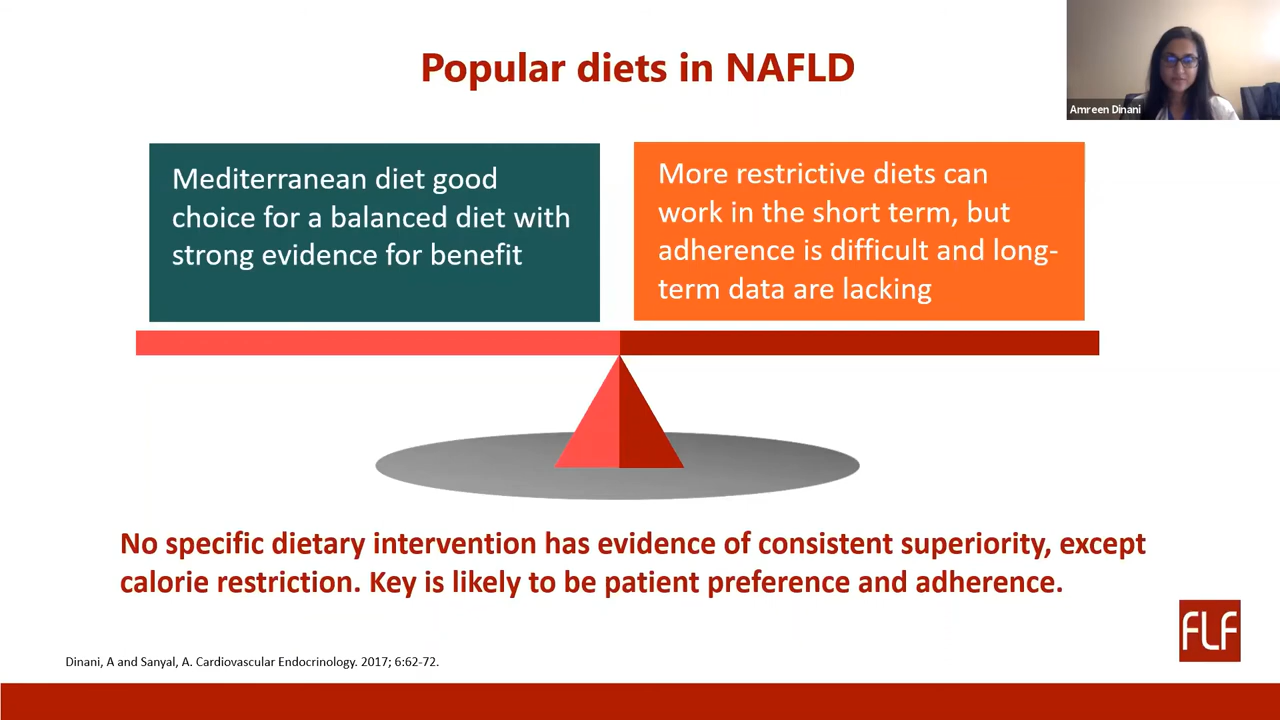 Popular diets in NAFLD
Amreen Dinani
Mediterranean diet good
choice for a balanced diet with
strong evidence for benefit
More restrictive diets can
work in the short term, but
adherence is difficult and long-
term data are lacking
No specific dietary intervention has evidence of consistent superiority, except
calorie restriction. Key is likely to be patient preference and adherence.
FLF
Dinani, A and Sanyal, A. Cardiovascular Endocrinology. 2017; 6:62-72.